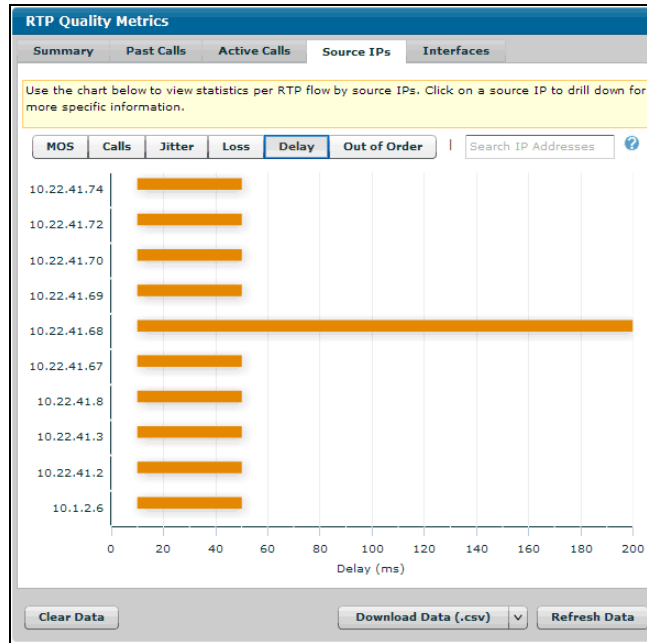 RTP Quality Metrics
Summary Past Calls Active Calls Source IPs Interfaces
Use the chart below to view statistics per RTP flow by source IPs. Click on a source IP to drill down for
more specific information.
MOS Calls Jitter Loss Delay Out of Order | Search IP Addresses ?
10.22.41.74
10.22.41.72
10.22.41.70
10.22.41.69
10.22.41.68
10.22.41.67
10.22.41.8
10.22.41.3
10.22.41.2
10.1.2.6
0 20 40 60 80 100 120 140 160 180 200
Delay (ms)
Clear Data Download Data (.csv) Refresh Data